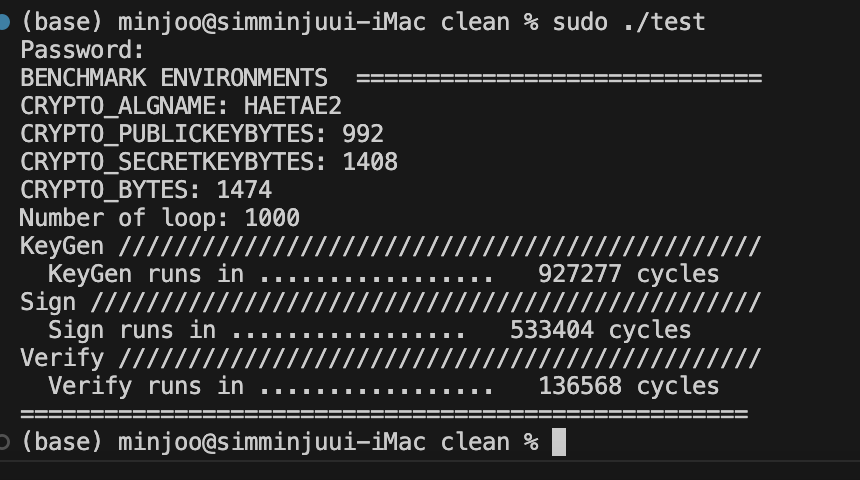 (base) minjoo@simminjuui-iMac clean % sudo ./test
Password:
BENCHMARK ENVIRONMENTS  =============================
CRYPTO_ALGNAME: HAETAE2
CRYPTO_PUBLICKEYBYTES: 992
CRYPTO_SECRETKEYBYTES: 1408
CRYPTO_BYTES: 1474
Number of loop: 1000
KeyGen //////////////////////////////////////////////
  KeyGen runs in .................   927277 cycles
Sign ////////////////////////////////////////////////
  Sign runs in .................   533404 cycles
Verify //////////////////////////////////////////////
  Verify runs in .................   136568 cycles
====================================================
(base) minjoo@simminjuui-iMac clean %